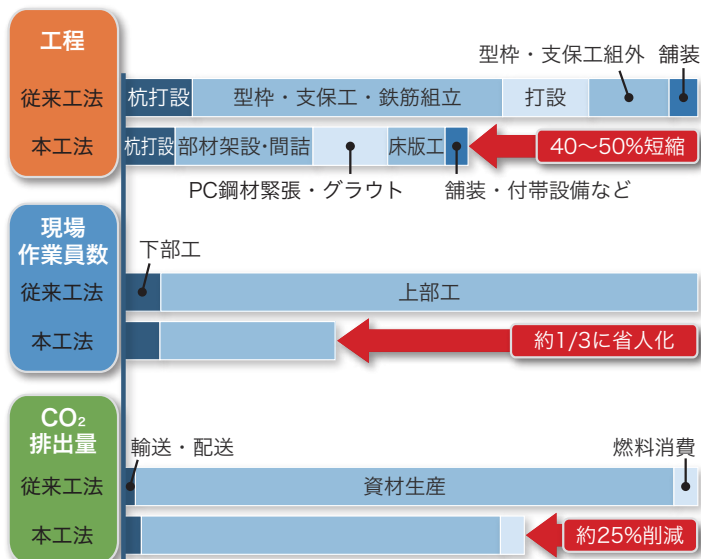 工程
型枠・支保工組外 舗装
従来工法 杭打設 型枠・支保工・鉄筋組立 打設
本工法 杭打設 部材架設・間詰 床版工 40〜50%短縮
PC鋼材緊張・グラウト 舗装・付帯設備など
現場
作業員数
下部工
従来工法 上部工
本工法 約1/3に省人化
CO₂
排出量
輸送・配送 燃料消費
従来工法 資材生産
本工法 約25%削減